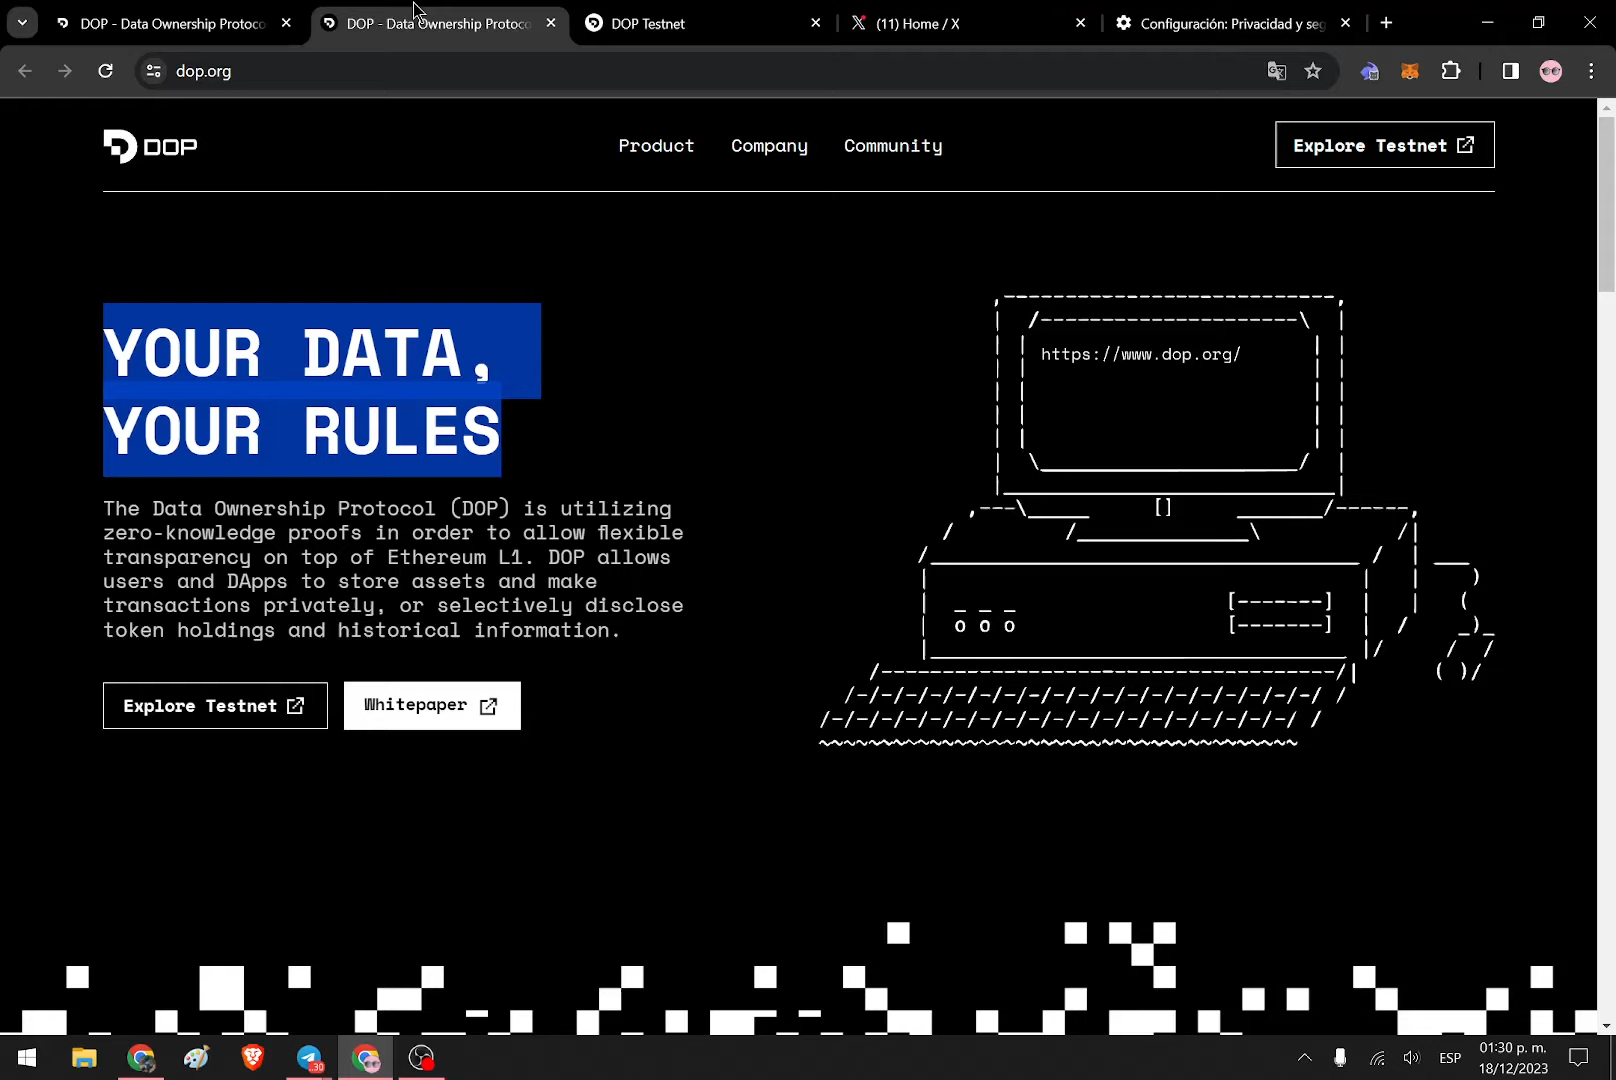 DOP - Data Ownership Protoco
DOP - Data Ownership Protoco
DOP Testnet
(11) Home / X
Configuración: Privacidad y seg
dop.org
DOP
Product
Company
Community
Explore Testnet
YOUR DATA,
YOUR RULES
https://www.dop.org/
The Data Ownership Protocol (DOP) is utilizing
zero-knowledge proofs in order to allow flexible
transparency on top of Ethereum L1. DOP allows
users and DApps to store assets and make
transactions privately, or selectively disclose
token holdings and historical information.
Explore Testnet
Whitepaper
30
ESP
01:30 p. m.
18/12/2023